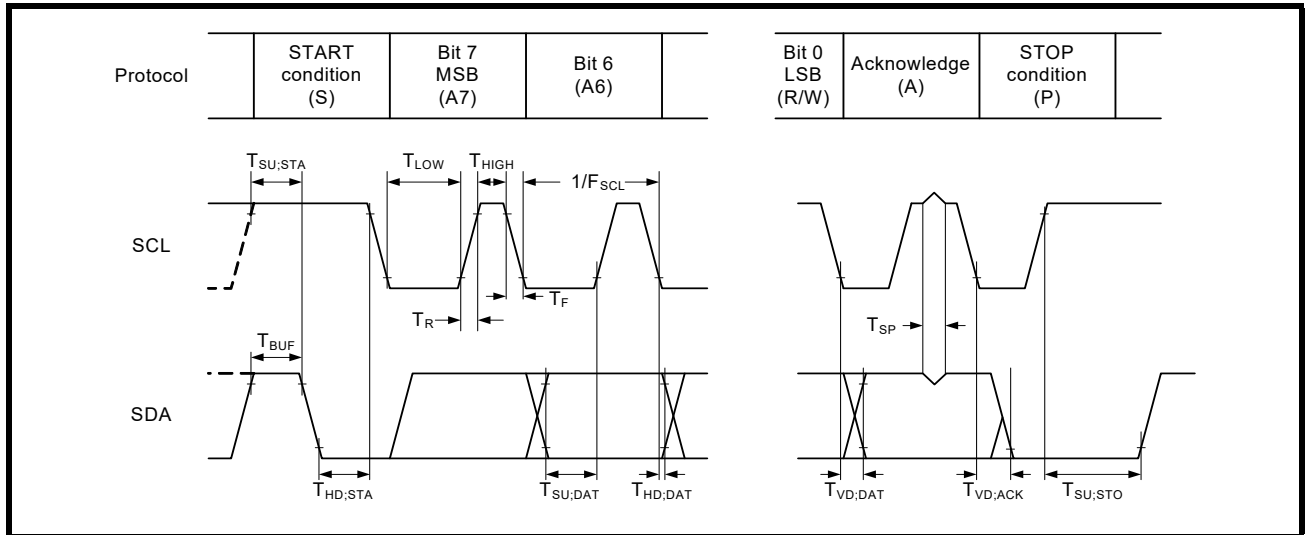 Protocol
START
condition
(S)
Bit 7
MSB
(A7)
Bit 6
(A6)
Bit 0
LSB
(R/W)
Acknowledge
(A)
STOP
condition
(P)
TSU;STA
TLOW
THIGH
1/FSCL
SCL
TF
TR
TSP
TBUF
SDA
THD;STA
TSU;DAT
THD;DAT
TVD;DAT
TVD;ACK
TSU;STO